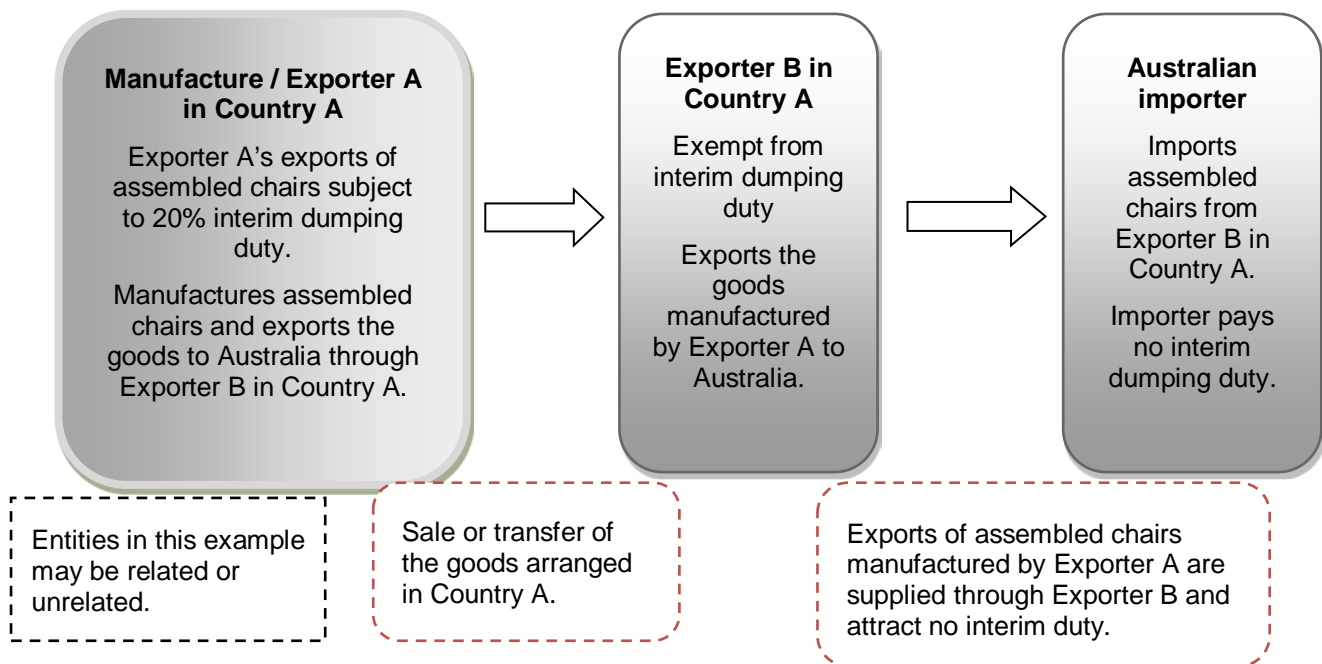 Manufacture / Exporter A
in Country A
Exporter A's exports of
assembled chairs subject
to 20% interim dumping
duty.
Manufactures assembled
chairs and exports the
goods to Australia through
Exporter B in Country A.
Exporter B in
Country A
Exempt from
interim dumping
duty
Exports the
goods
manufactured
by Exporter A to
Australia.
Australian
importer
Imports
assembled
chairs from
Exporter B in
Country A.
Importer pays
no interim
dumping duty.
Entities in this example
may be related or
unrelated.
Sale or transfer of
the goods arranged
in Country A.
Exports of assembled chairs
manufactured by Exporter A are
supplied through Exporter B and
attract no interim duty.